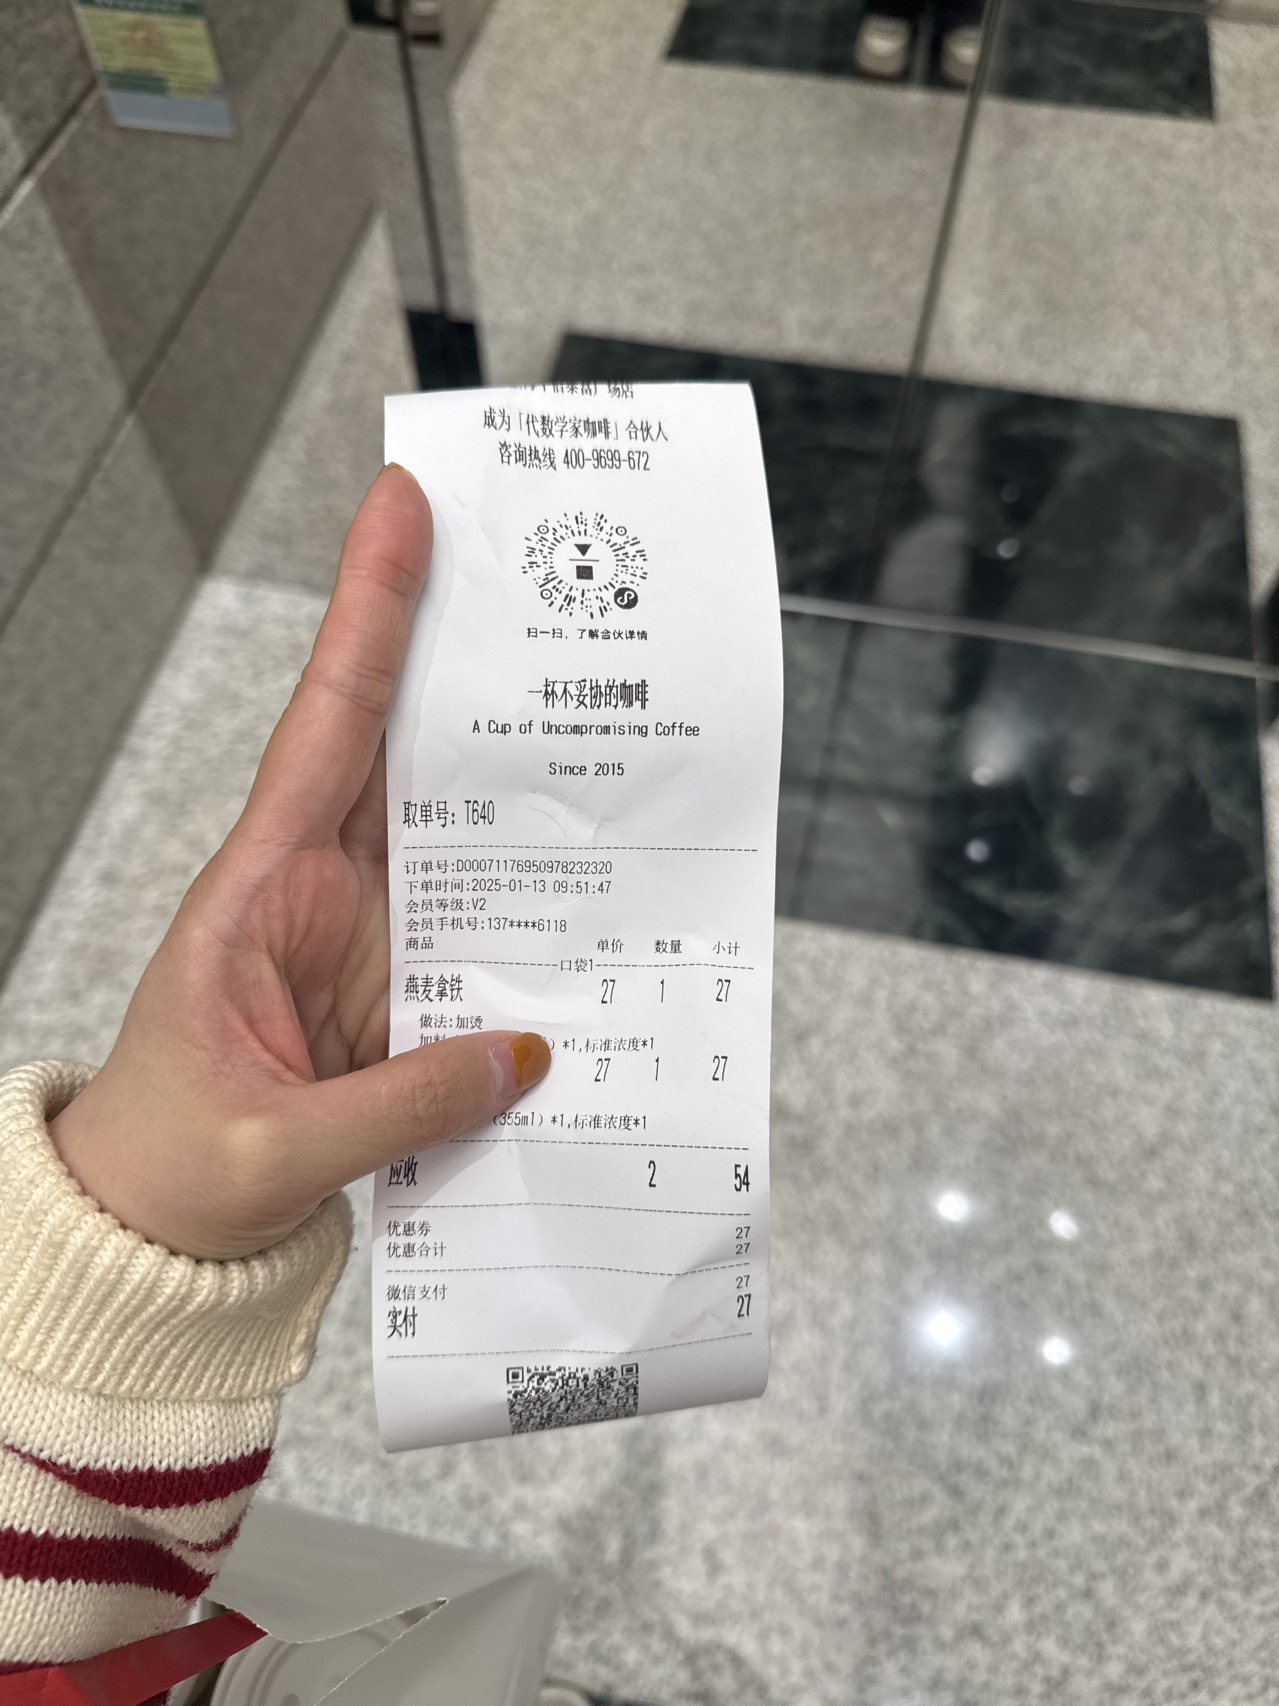 广场店
成为「代数学家咖啡」合伙人
咨询热线 400-9699-672
扫一扫，了解合伙详情
一杯不妥协的咖啡
A Cup of Uncompromising Coffee
Since 2015
取单号: T640
订单号:D00071176950978232320
下单时间:2025-01-13 09:51:47
会员等级:V2
会员手机号:137****6118
商品 单价 数量 小计
口袋1
燕麦拿铁 27 1 27
做法:加烫
加料 ）*1,标准浓度*1
27 1 27
（355ml）*1,标准浓度*1
应收 2 54
优惠券 27
优惠合计 27
微信支付 27
实付 27